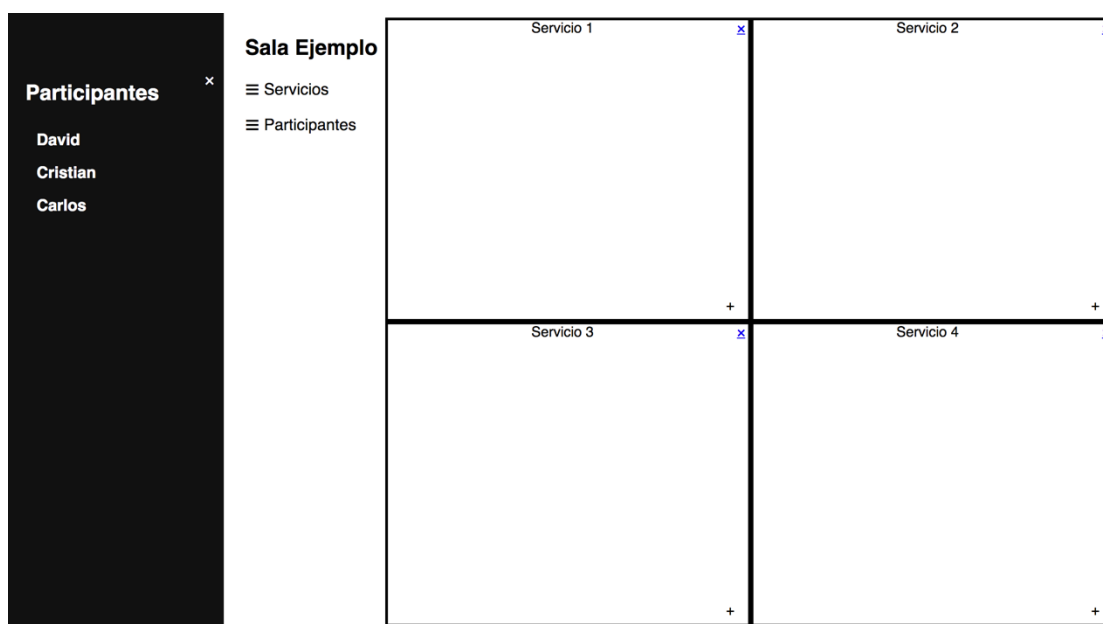 Participantes ×
David
Cristian
Carlos
Sala Ejemplo
☰ Servicios
☰ Participantes
Servicio 1 ×
+
Servicio 2
+
Servicio 3 ×
+
Servicio 4
+